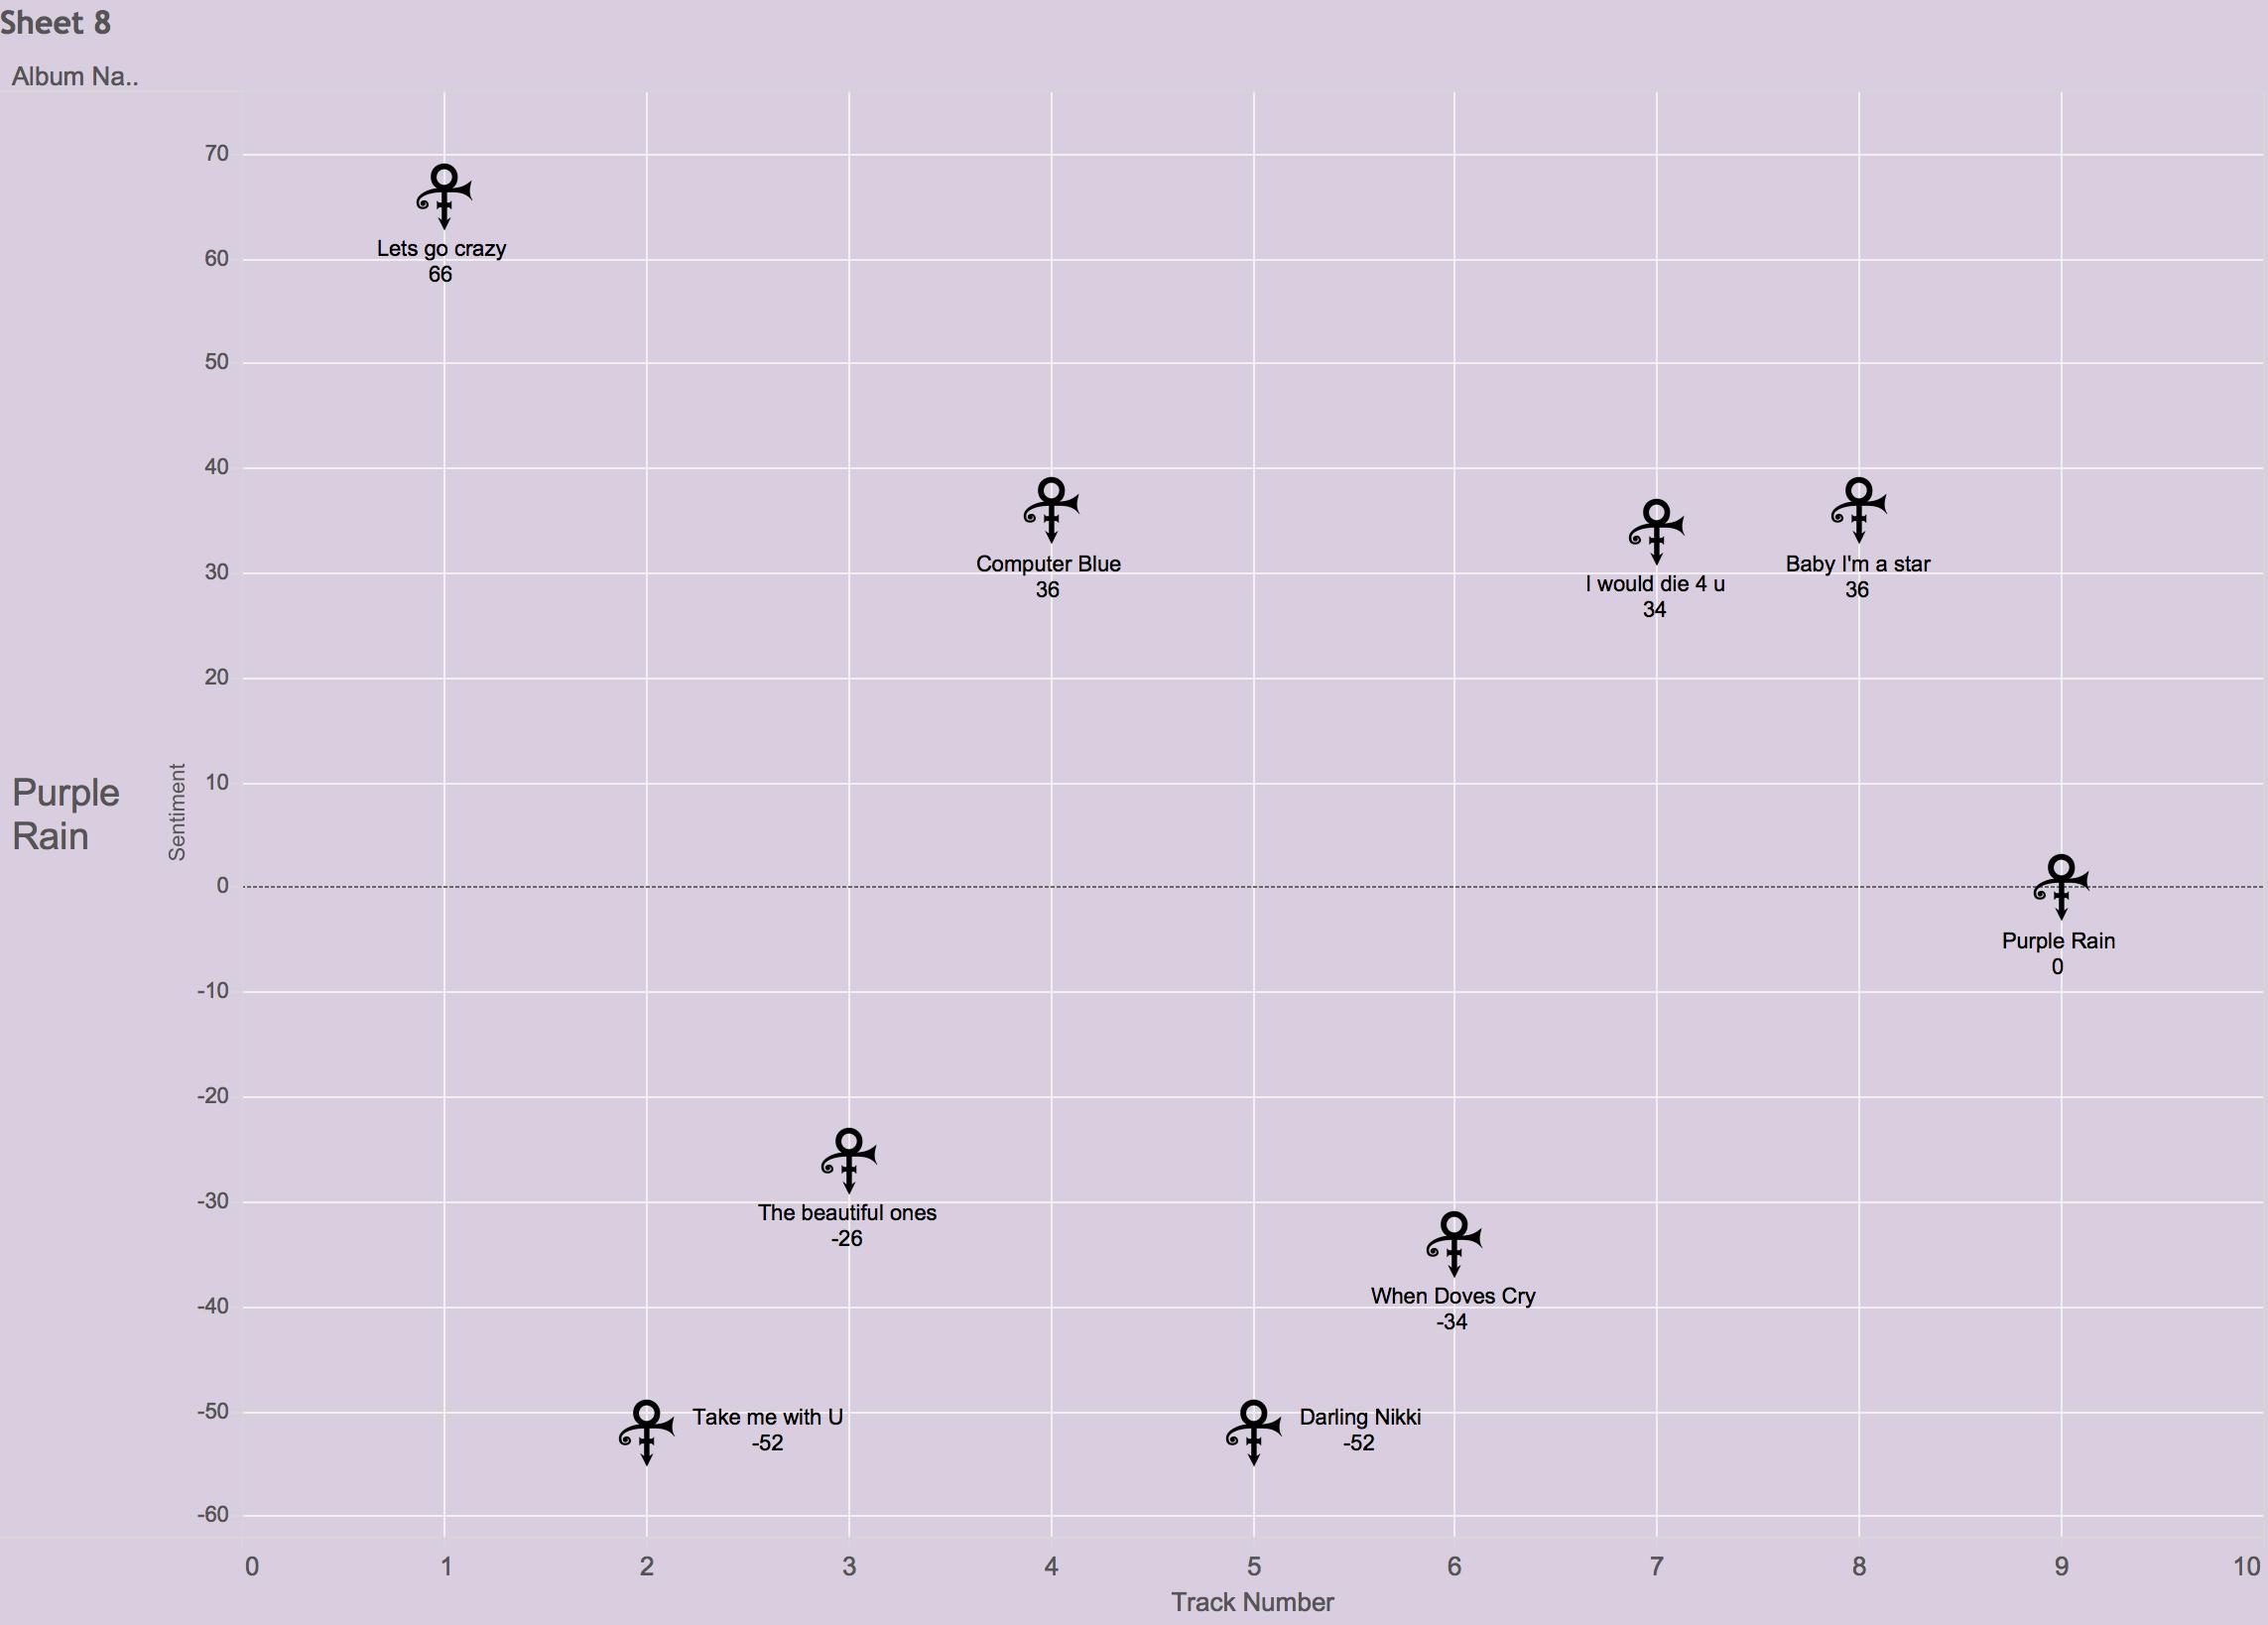 Sheet 8
Album Na..
70
Lets go crazy
66
60
50
40
Computer Blue
36
I would die 4 u
34
Baby I'm a star
36
30
20
10
Purple
Rain
Sentiment
0
Purple Rain
0
-10
-20
The beautiful ones
-26
-30
When Doves Cry
-34
-40
-50
Take me with U
-52
Darling Nikki
-52
-60
0 1 2 3 4 5 6 7 8 9 10
Track Number